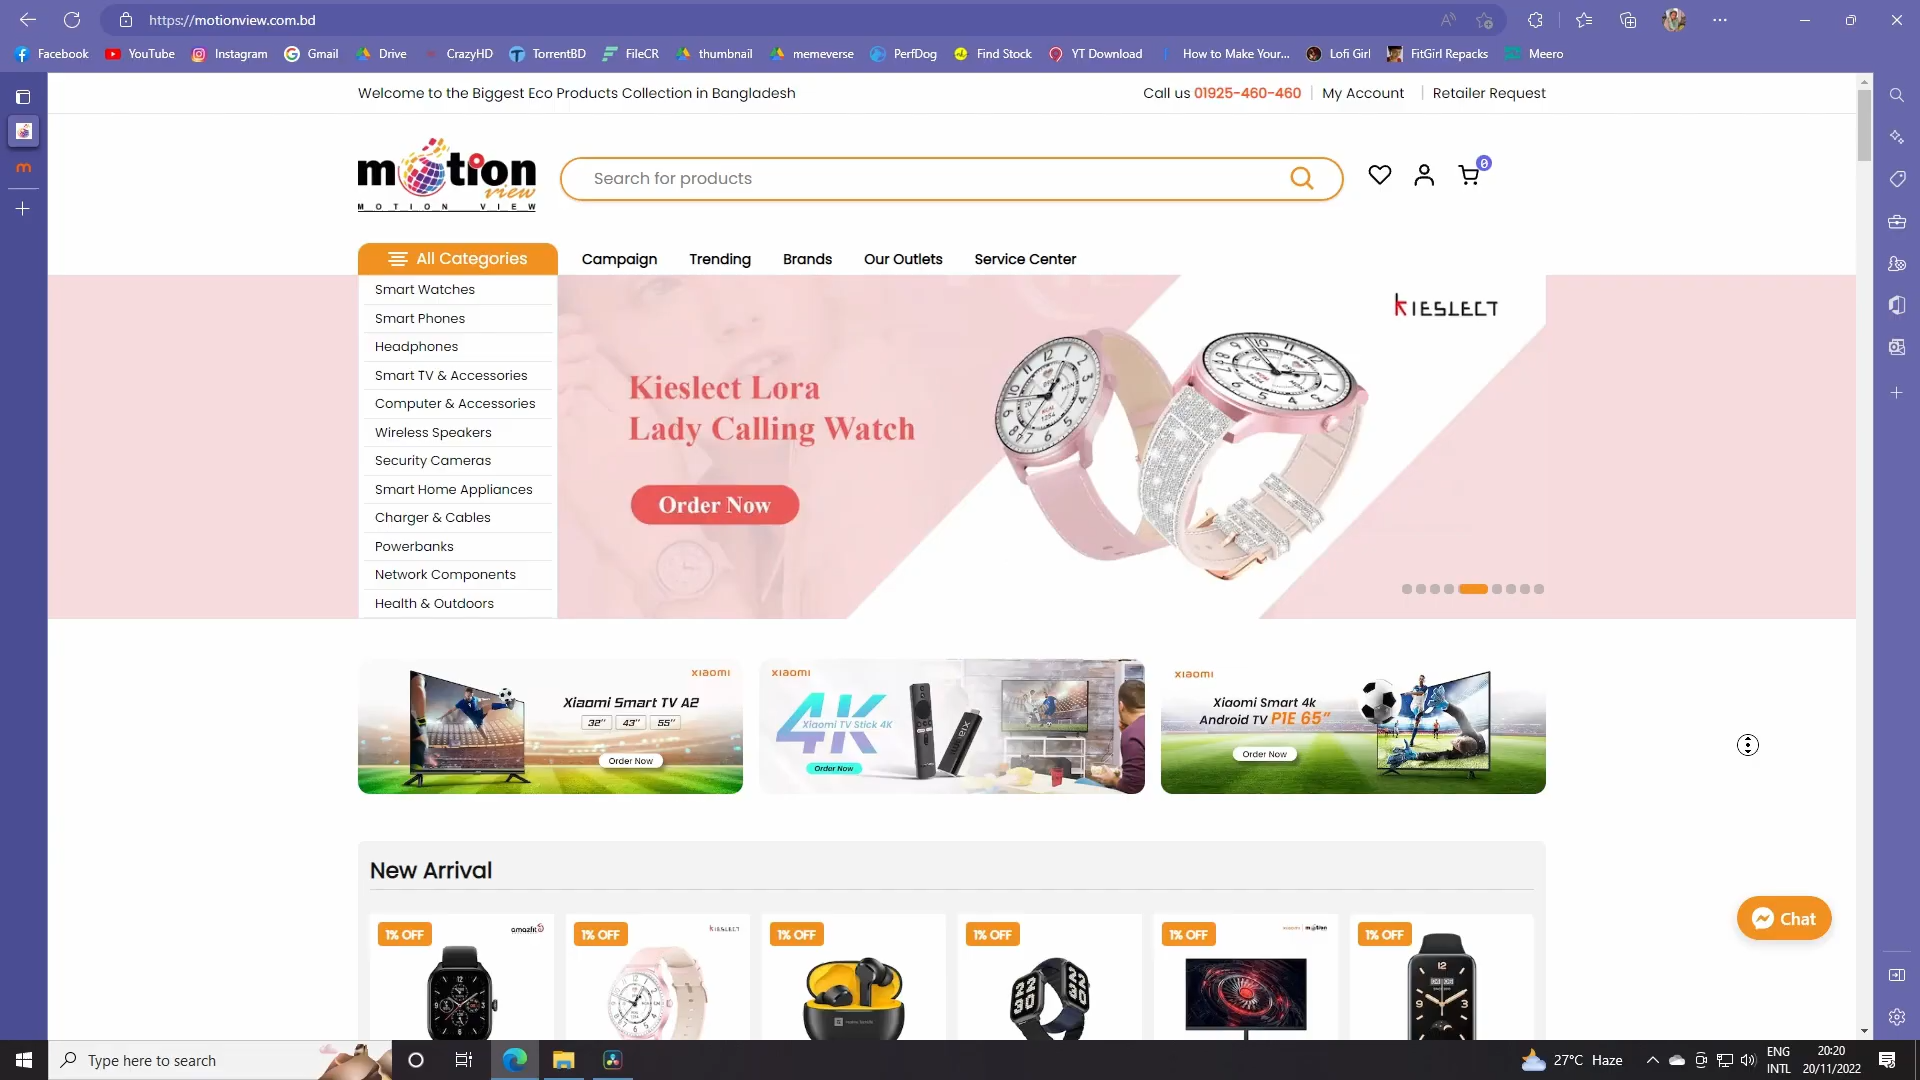 https://motionview.com.bd
Facebook YouTube Instagram Gmail Drive CrazyHD TorrentBD FileCR thumbnail memeverse PerfDog Find Stock YT Download How to Make Your... Lofi Girl FitGirl Repacks Meero
Welcome to the Biggest Eco Products Collection in Bangladesh
Call us 01925-460-460 | My Account | Retailer Request
motion
view
MOTION VIEW
Search for products
0
All Categories Campaign Trending Brands Our Outlets Service Center
Smart Watches
Smart Phones
Headphones
Smart TV & Accessories
Computer & Accessories
Wireless Speakers
Security Cameras
Smart Home Appliances
Charger & Cables
Powerbanks
Network Components
Health & Outdoors
KIESLECT
Kieslect Lora
Lady Calling Watch
Order Now
xiaomi
Xiaomi Smart TV A2
32" 43" 55"
Order Now
xiaomi
4K
Xiaomi TV Stick 4K
Order Now
xiaomi
Xiaomi Smart 4k
Android TV P1E 65"
Order Now
New Arrival
1% OFF amazfit
1% OFF KIESLECT
1% OFF
1% OFF
1% OFF
1% OFF
Chat
Type here to search
27°C Haze
ENG
INTL
20:20
20/11/2022